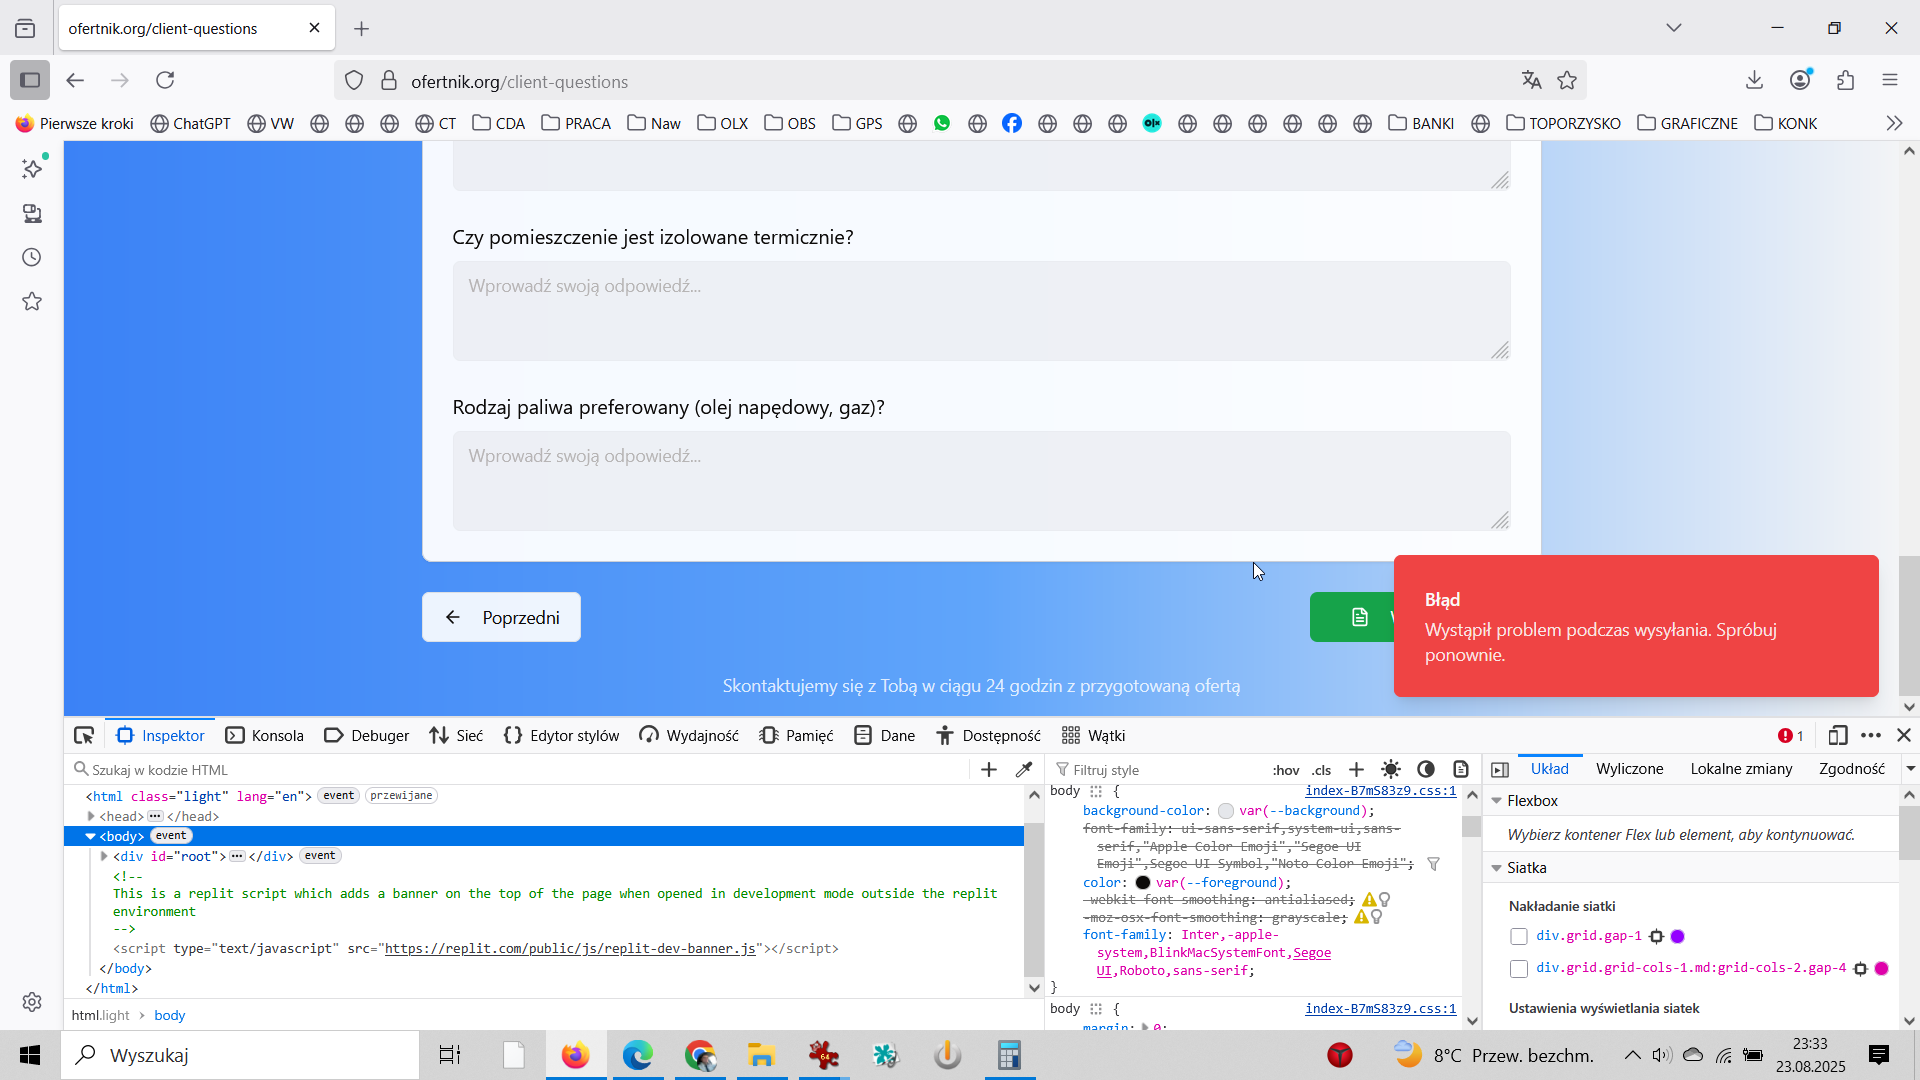 ofertnik.org/client-questions
ofertnik.org/client-questions
Pierwsze kroki
ChatGPT
VW
CT
CDA
PRACA
Naw
OLX
OBS
GPS
BANKI
TOPORZYSKO
GRAFICZNE
KONK
Czy pomieszczenie jest izolowane termicznie?
Wprowadź swoją odpowiedź...
Rodzaj paliwa preferowany (olej napędowy, gaz)?
Wprowadź swoją odpowiedź...
Poprzedni
Błąd
Wystąpił problem podczas wysyłania. Spróbuj
ponownie.
Skontaktujemy się z Tobą w ciągu 24 godzin z przygotowaną ofertą
Inspektor
Konsola
Debuger
Sieć
Edytor stylów
Wydajność
Pamięć
Dane
Dostępność
Wątki
1
Szukaj w kodzie HTML
<html class="light" lang="en"> event przewijane
<head> ••• </head>
<body> event
<div id="root"> ••• </div> event
<!--
This is a replit script which adds a banner on the top of the page when opened in development mode outside the replit
environment
-->
<script type="text/javascript" src="https://replit.com/public/js/replit-dev-banner.js"></script>
</body>
</html>
html.light > body
Filtruj style
:hov .cls
body { index-B7mS83z9.css:1
background-color: var(--background);
font-family: ui-sans-serif,system-ui,sans-
serif,"Apple Color Emoji","Segoe UI
Emoji",Segoe UI Symbol,"Noto Color Emoji";
color: var(--foreground);
-webkit-font-smoothing: antialiased;
-moz-osx-font-smoothing: grayscale;
font-family: Inter,-apple-
system,BlinkMacSystemFont,Segoe
UI,Roboto,sans-serif;
}
body { index-B7mS83z9.css:1
margin: 0;
Układ
Wyliczone
Lokalne zmiany
Zgodność
Flexbox
Wybierz kontener Flex lub element, aby kontynuować.
Siatka
Nakładanie siatki
div.grid.gap-1
div.grid.grid-cols-1.md:grid-cols-2.gap-4
Ustawienia wyświetlania siatek
Wyszukaj
64
8°C Przew. bezchm.
23:33
23.08.2025